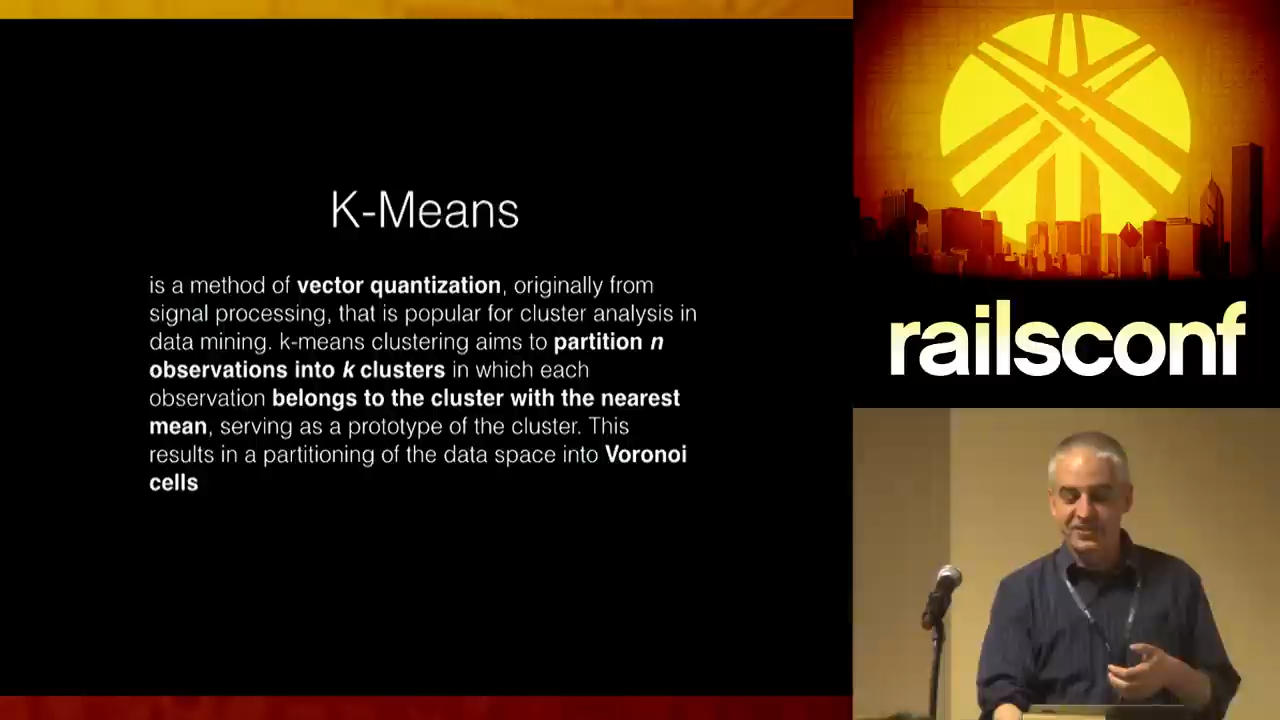 K-Means
is a method of vector quantization, originally from
signal processing, that is popular for cluster analysis in
data mining. k-means clustering aims to partition n
observations into k clusters in which each
observation belongs to the cluster with the nearest
mean, serving as a prototype of the cluster. This
results in a partitioning of the data space into Voronoi
cells
railsconf